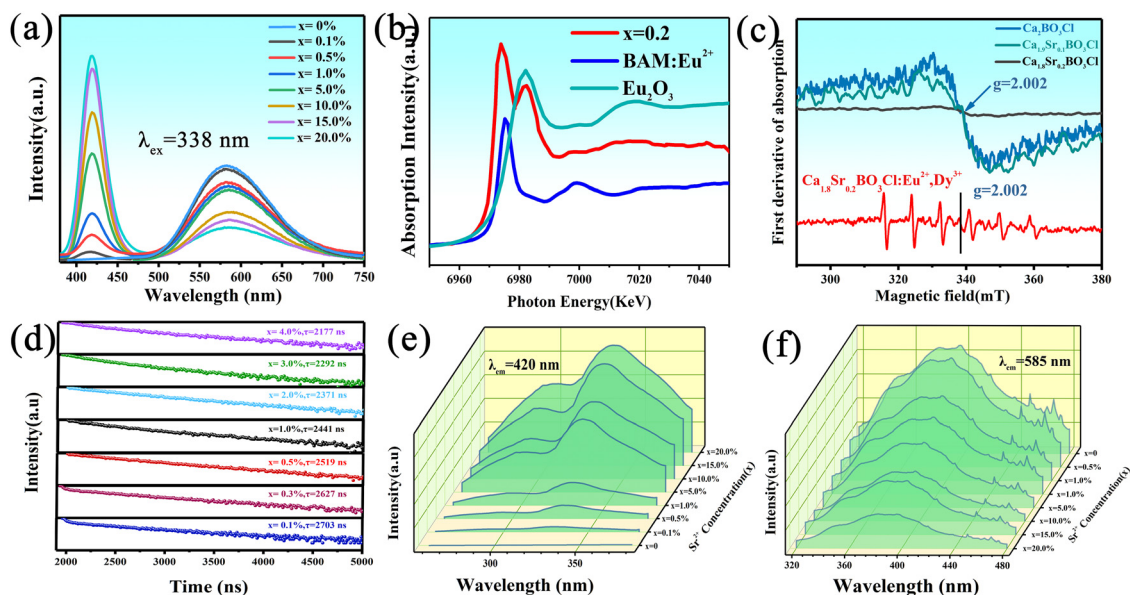 (a)
x= 0%
x= 0.1%
x= 0.5%
x= 1.0%
x= 5.0%
x= 10.0%
x= 15.0%
x= 20.0%
λex=338 nm
Intensity(a.u.)
400 450 500 550 600 650 700 750
Wavelength (nm)
(b)
x=0.2
BAM:Eu2+
Eu2O3
Absorption Intensity(a.u.)
6960 6980 7000 7020 7040
Photon Energy(KeV)
(c)
Ca2BO3Cl
Ca1.9Sr0.1BO3Cl
Ca1.8Sr0.2BO3Cl
g=2.002
g=2.002
Ca1.8Sr0.2BO3Cl:Eu2+,Dy3+
First derivative of absorption
300 320 340 360 380
Magnetic field(mT)
(d)
x= 4.0%,τ=2177 ns
x= 3.0%,τ=2292 ns
x= 2.0%,τ=2371 ns
x=1.0%,τ=2441 ns
x= 0.5%,τ=2519 ns
x= 0.3%,τ=2627 ns
x= 0.1%,τ=2703 ns
Intensity(a.u)
2000 2500 3000 3500 4000 4500 5000
Time (ns)
(e)
λem=420 nm
Intensity(a.u)
x=20.0%
x=15.0%
x=10.0%
x=5.0%
x=1.0%
x=0.5%
x=0.1%
x=0
Sr2+ Concentration(x)
300 350
Wavelength (nm)
(f)
λem=585 nm
Intensity(a.u)
x=0
x=0.5%
x=1.0%
x=5.0%
x=10.0%
x=15.0%
x=20.0%
Sr2+ Concentration(x)
320 340 360 380 400 420 440 460 480
Wavelength (nm)